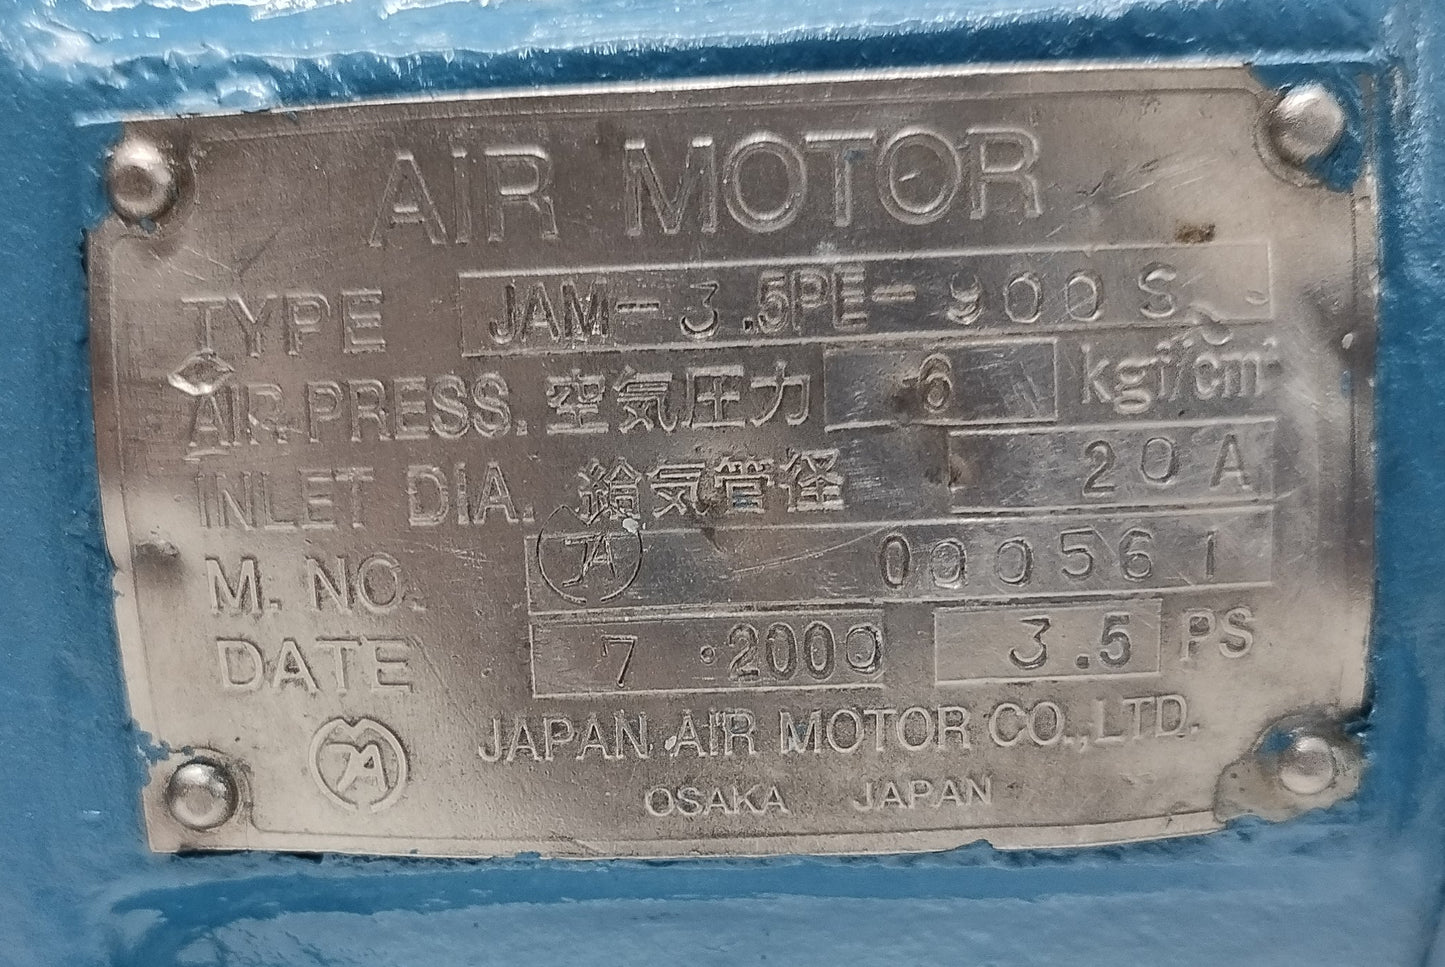 AIR MOTOR
TYPE JAM-3.5PE-900S
AIR.PRESS. 空気圧力 6 kgf/cm²
INLET DIA. 給気管径 20A
M. NO. JA 0000561
DATE 7 . 2000 3.5 PS
JA JAPAN AIR MOTOR CO.,LTD.
OSAKA JAPAN